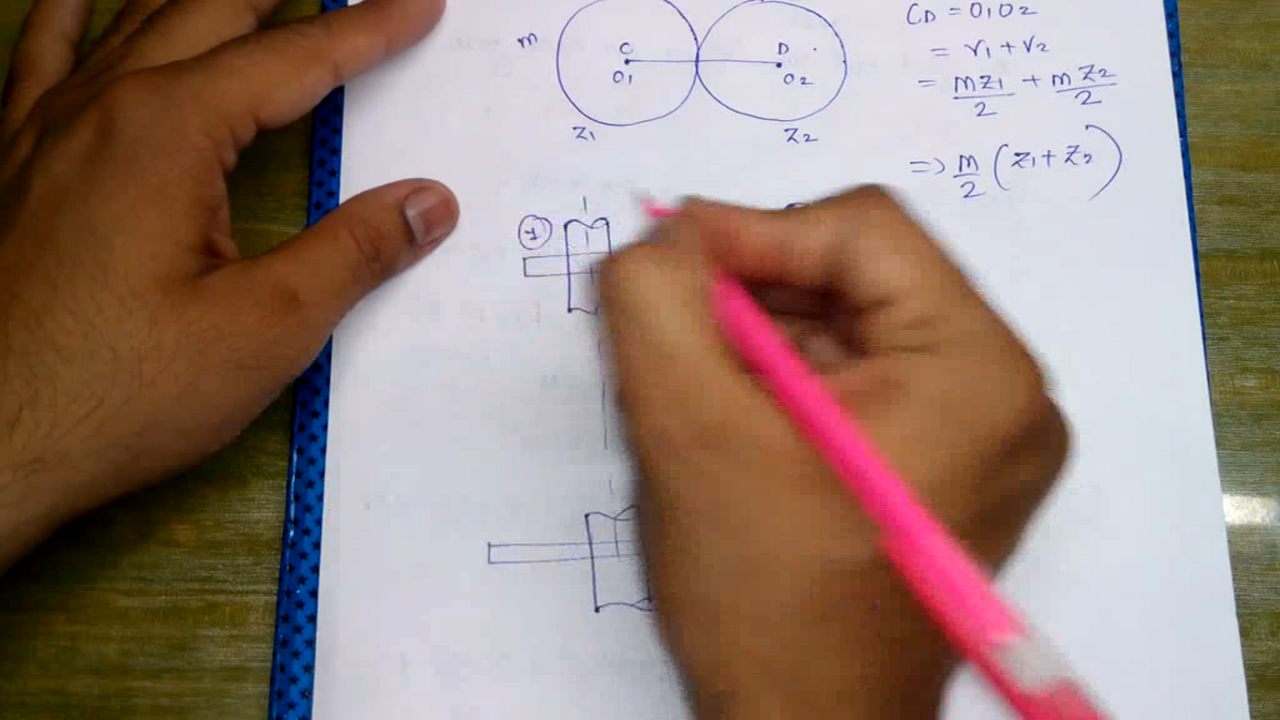 m
C D
O1 O2
Z1 Z2
CD = O1O2
= r1 + r2
= mZ1/2 + mZ2/2
=> m/2 (Z1 + Z2)
1